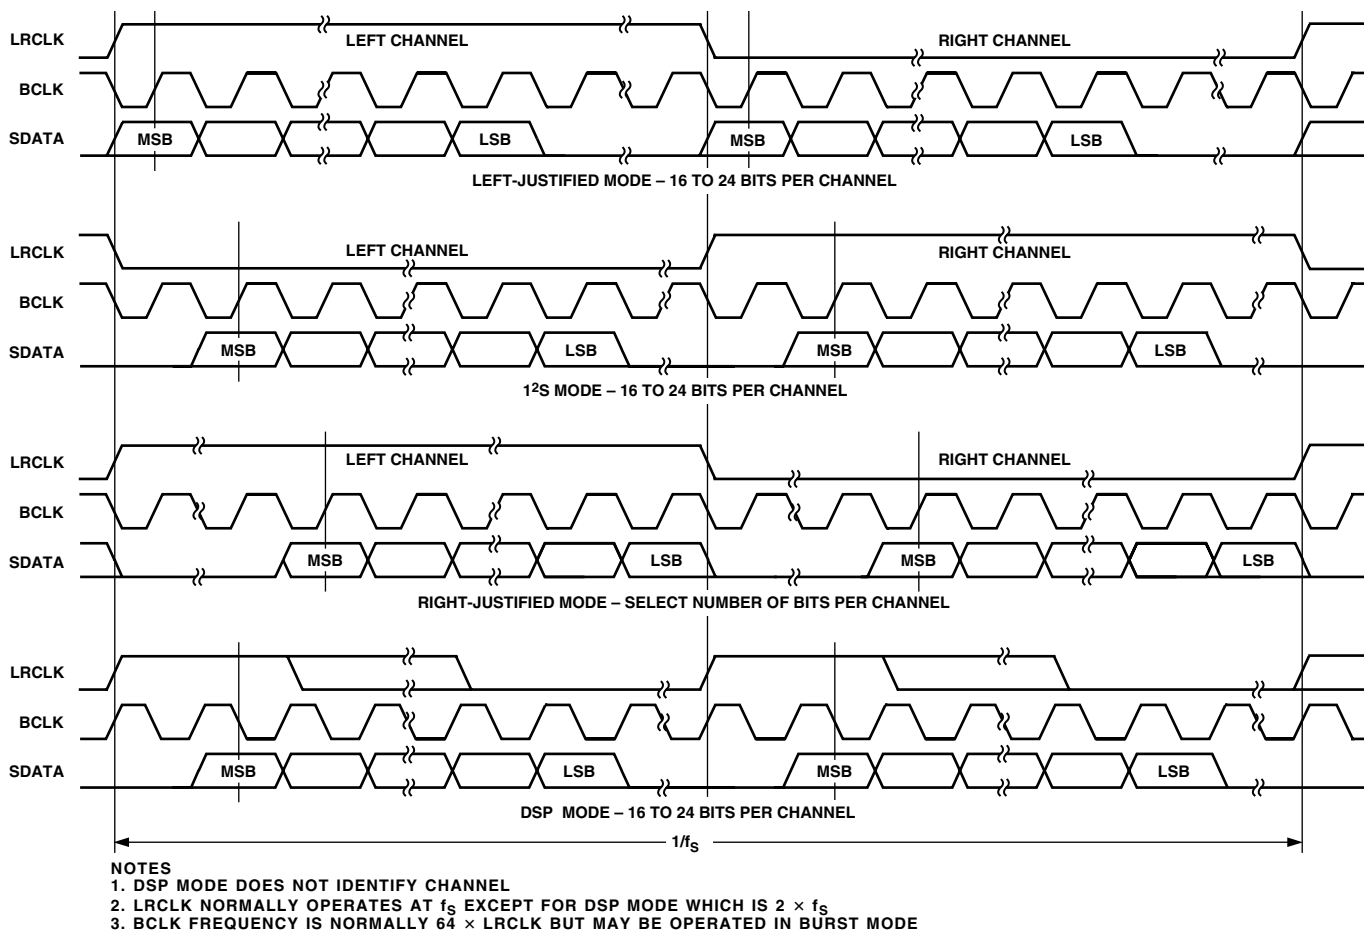 LRCLK LEFT CHANNEL RIGHT CHANNEL
BCLK
SDATA MSB LSB MSB LSB
LEFT-JUSTIFIED MODE – 16 TO 24 BITS PER CHANNEL
LRCLK LEFT CHANNEL RIGHT CHANNEL
BCLK
SDATA MSB LSB MSB LSB
1²S MODE – 16 TO 24 BITS PER CHANNEL
LRCLK LEFT CHANNEL RIGHT CHANNEL
BCLK
SDATA MSB LSB MSB LSB
RIGHT-JUSTIFIED MODE – SELECT NUMBER OF BITS PER CHANNEL
LRCLK
BCLK
SDATA MSB LSB MSB LSB
DSP MODE – 16 TO 24 BITS PER CHANNEL
1/fS
NOTES
1. DSP MODE DOES NOT IDENTIFY CHANNEL
2. LRCLK NORMALLY OPERATES AT fS EXCEPT FOR DSP MODE WHICH IS 2 × fS
3. BCLK FREQUENCY IS NORMALLY 64 × LRCLK BUT MAY BE OPERATED IN BURST MODE